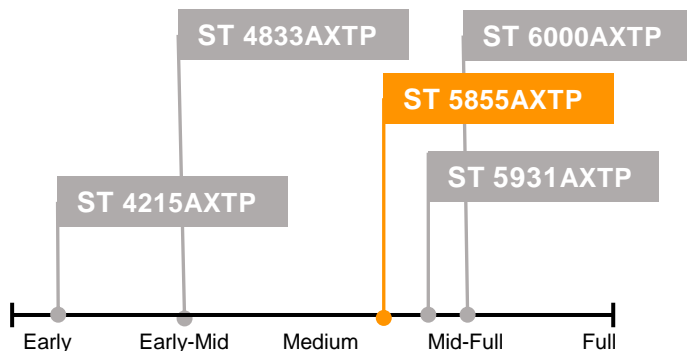 ST 4833AXTP
ST 6000AXTP
ST 5855AXTP
ST 5931AXTP
ST 4215AXTP
Early Early-Mid Medium Mid-Full Full